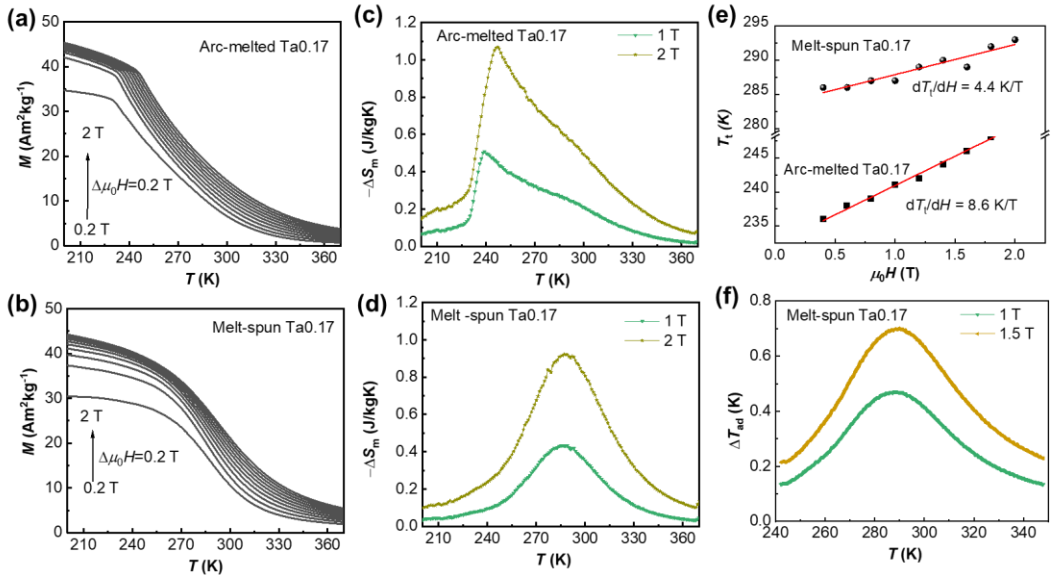 (a)
50
40
30
20
10
0
M (Am²kg⁻¹)
Arc-melted Ta0.17
2 T
Δμ₀H=0.2 T
0.2 T
210 240 270 300 330 360
T (K)
(c)
1.2
1.0
0.8
0.6
0.4
0.2
0.0
−ΔSₘ (J/kgK)
Arc-melted Ta0.17
1 T
2 T
210 240 270 300 330 360
T (K)
(e)
295
290
285
245
240
235
Tₜ (K)
Melt-spun Ta0.17
dTₜ/dH = 4.4 K/T
Arc-melted Ta0.17
dTₜ/dH = 8.6 K/T
0.5 1.0 1.5 2.0
μ₀H (T)
(b)
50
40
30
20
10
0
M (Am²kg⁻¹)
Melt-spun Ta0.17
2 T
Δμ₀H=0.2 T
0.2 T
210 240 270 300 330 360
T (K)
(d)
1.2
1.0
0.8
0.6
0.4
0.2
0.0
−ΔSₘ (J/kgK)
Melt -spun Ta0.17
1 T
2 T
210 240 270 300 330 360
T (K)
(f)
0.8
0.6
0.4
0.2
0.0
ΔT_ad (K)
Melt-spun Ta0.17
1 T
1.5 T
240 260 280 300 320 340
T (K)